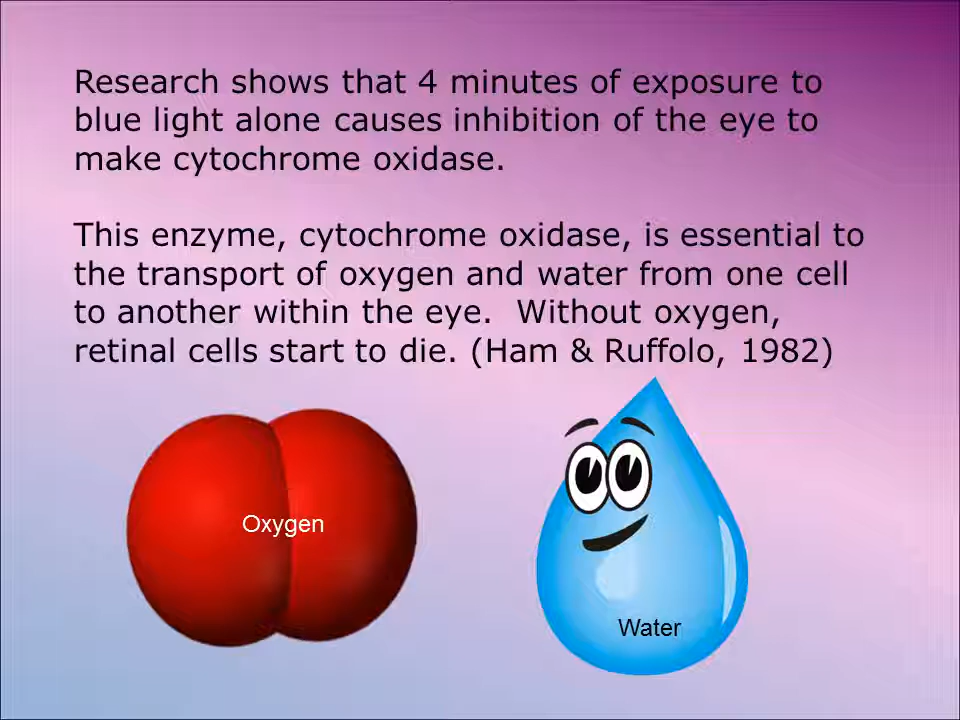 Research shows that 4 minutes of exposure to
blue light alone causes inhibition of the eye to
make cytochrome oxidase.
This enzyme, cytochrome oxidase, is essential to
the transport of oxygen and water from one cell
to another within the eye.  Without oxygen,
retinal cells start to die. (Ham & Ruffolo, 1982)
Oxygen
Water